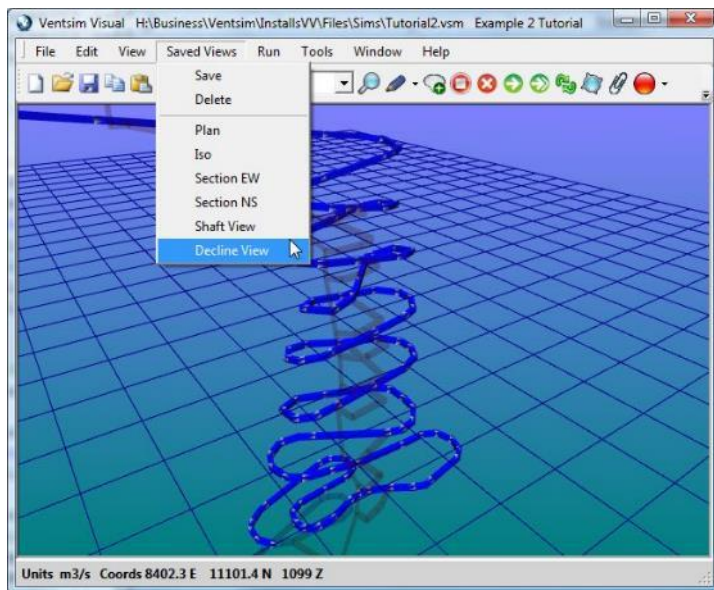 Ventsim Visual H:\Business\Ventsim\InstallsVV\Files\Sims\Tutorial2.vsm Example 2 Tutorial
File Edit View Saved Views Run Tools Window Help
Save
Delete
Plan
Iso
Section EW
Section NS
Shaft View
Decline View
Units m3/s Coords 8402.3 E 11101.4 N 1099 Z